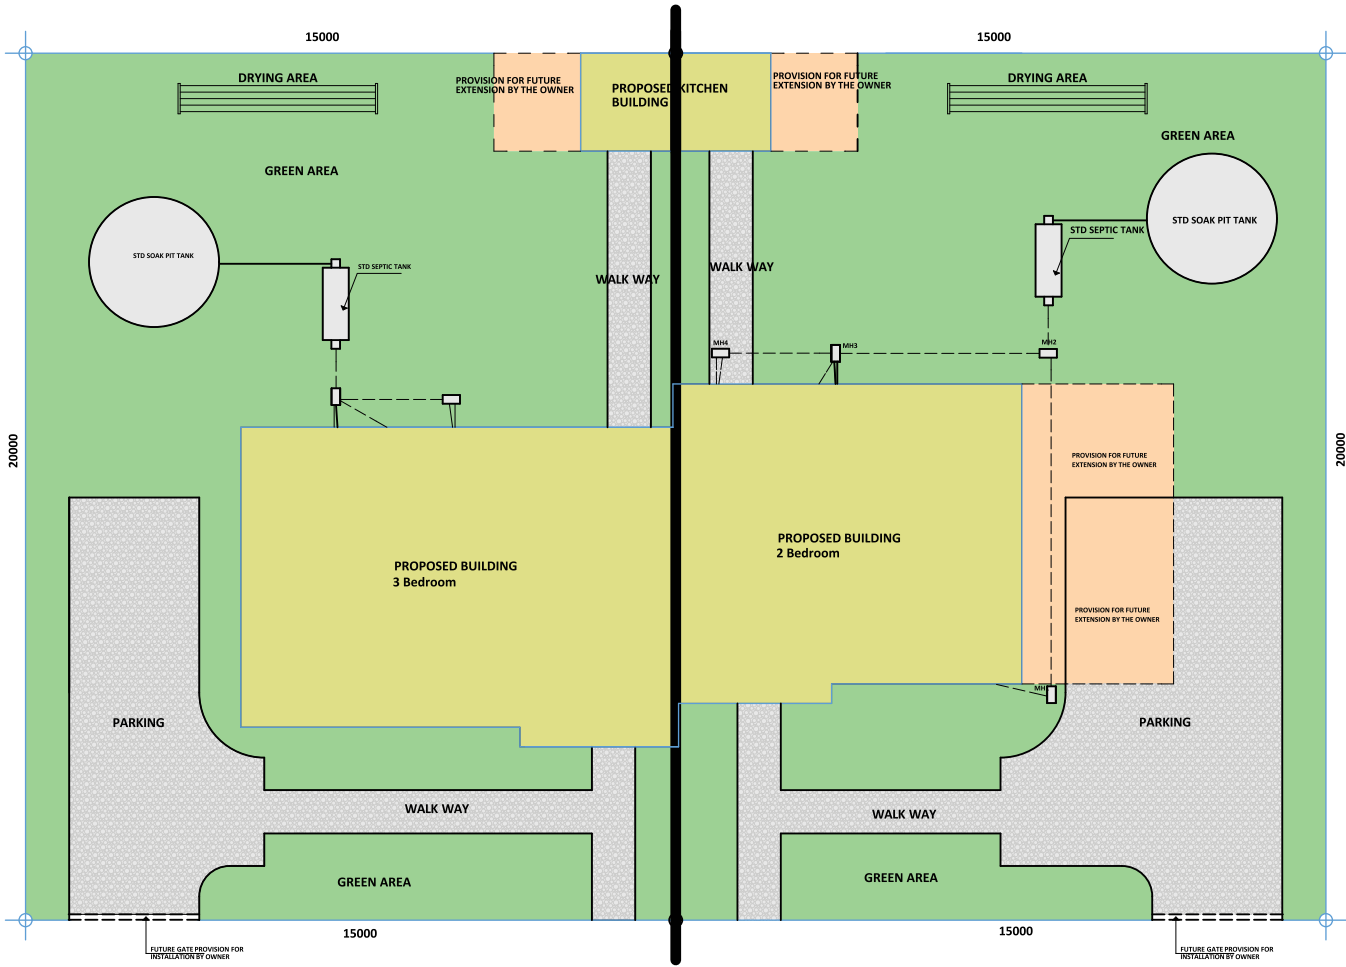 15000
15000
DRYING AREA
PROVISION FOR FUTURE
EXTENSION BY THE OWNER
PROPOSED KITCHEN
BUILDING
PROVISION FOR FUTURE
EXTENSION BY THE OWNER
DRYING AREA
GREEN AREA
GREEN AREA
STD SOAK PIT TANK
STD SEPTIC TANK
STD SOAK PIT TANK
STD SEPTIC TANK
WALK WAY
WALK WAY
MH4
MH3
MH2
20000
20000
PROVISION FOR FUTURE
EXTENSION BY THE OWNER
PROPOSED BUILDING
2 Bedroom
PROPOSED BUILDING
3 Bedroom
PROVISION FOR FUTURE
EXTENSION BY THE OWNER
MH
PARKING
PARKING
WALK WAY
WALK WAY
GREEN AREA
GREEN AREA
15000
15000
FUTURE GATE PROVISION FOR
INSTALLATION BY OWNER
FUTURE GATE PROVISION FOR
INSTALLATION BY OWNER